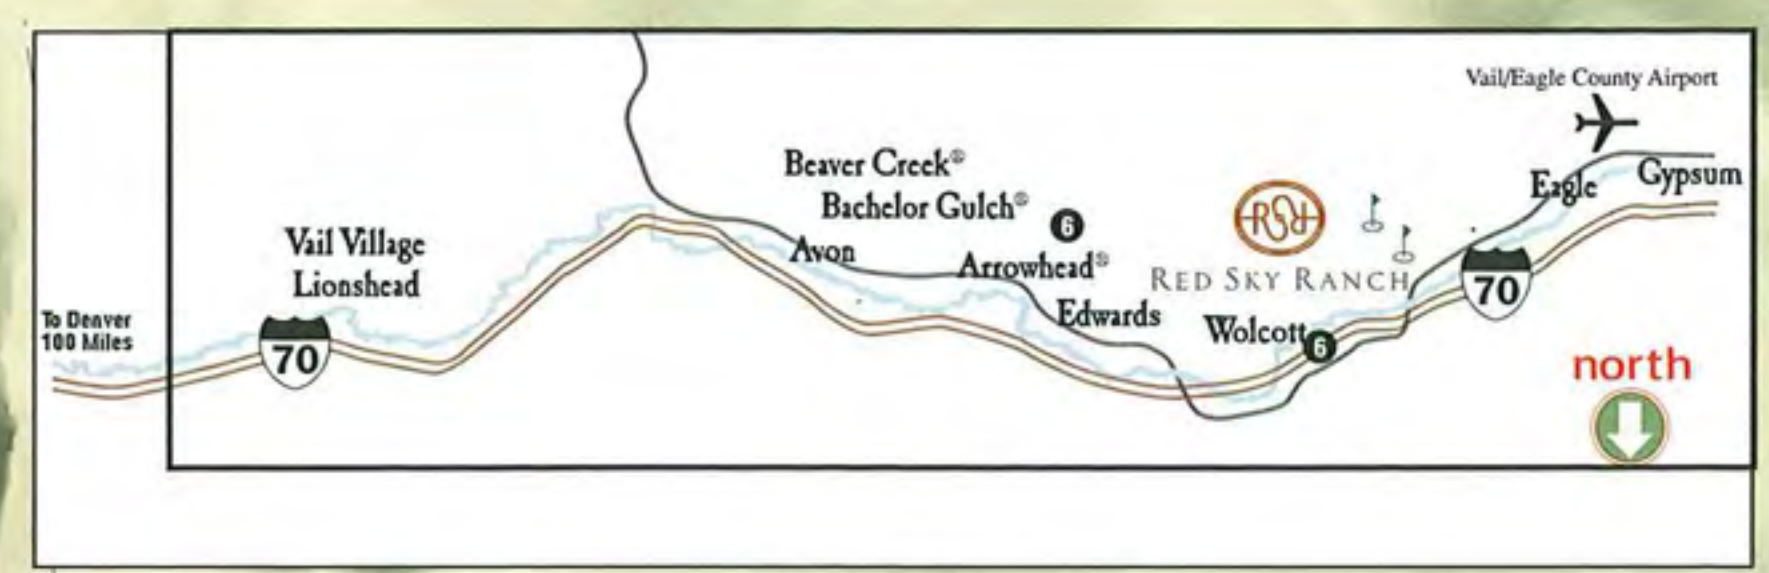 Vail/Eagle County Airport
Beaver Creek®
Bachelor Gulch®
6
Eagle
Gypsum
Vail Village
Lionshead
Avon
Arrowhead®
RSR
RED SKY RANCH
70
To Denver
100 Miles
70
Edwards
Wolcott
6
north